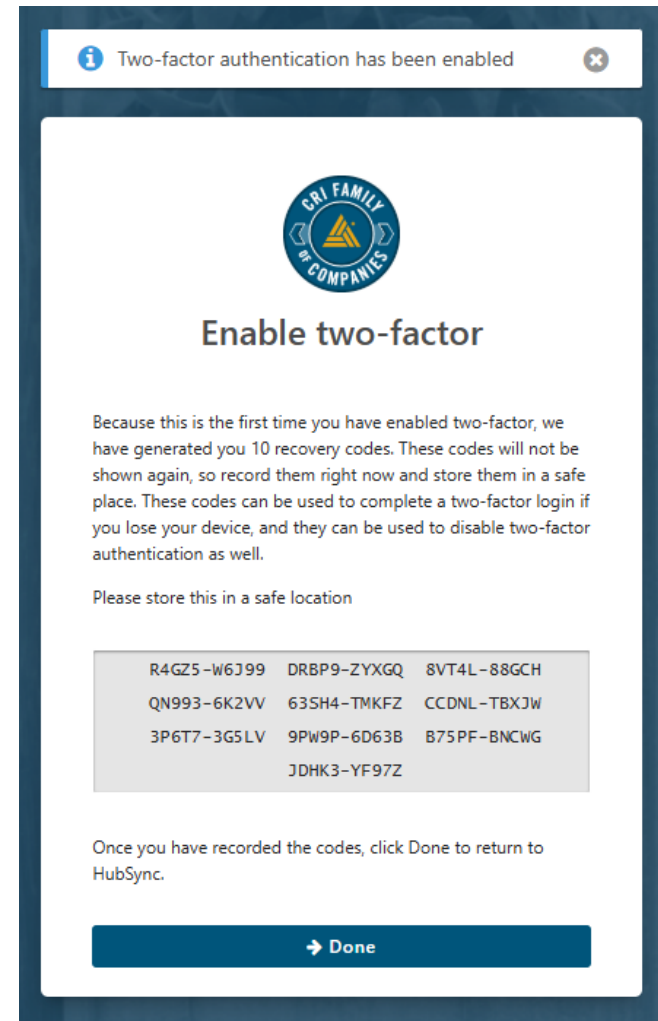 Two-factor authentication has been enabled
CRI FAMILY
OF COMPANIES
Enable two-factor
Because this is the first time you have enabled two-factor, we
have generated you 10 recovery codes. These codes will not be
shown again, so record them right now and store them in a safe
place. These codes can be used to complete a two-factor login if
you lose your device, and they can be used to disable two-factor
authentication as well.
Please store this in a safe location
R4GZ5-W6J99 DRBP9-ZYXGQ 8VT4L-88GCH
QN993-6K2VV 63SH4-TMKFZ CCDNL-TBXJW
3P6T7-3G5LV 9PW9P-6D63B B75PF-BNCWG
JDHK3-YF97Z
Once you have recorded the codes, click Done to return to
HubSync.
Done